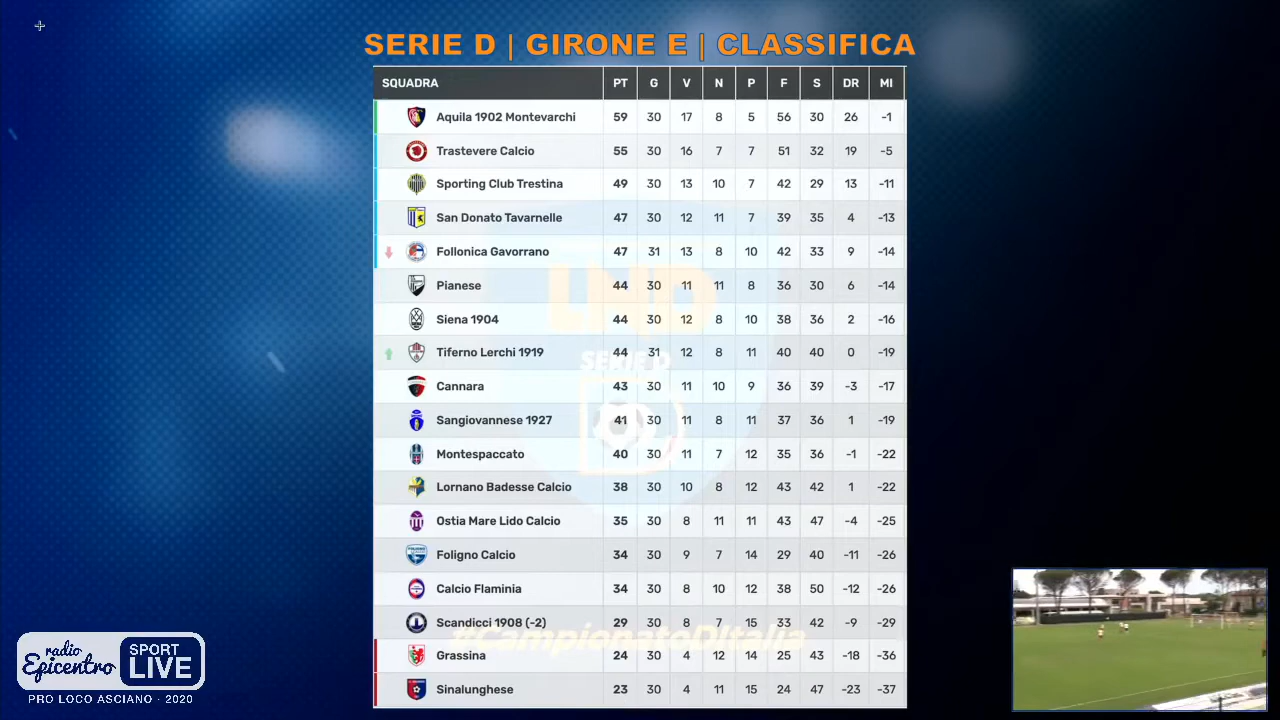 SERIE D | GIRONE E | CLASSIFICA
SQUADRA PT G V N P F S DR MI
Aquila 1902 Montevarchi 59 30 17 8 5 56 30 26 -1
Trastevere Calcio 55 30 16 7 7 51 32 19 -5
Sporting Club Trestina 49 30 13 10 7 42 29 13 -11
San Donato Tavarnelle 47 30 12 11 7 39 35 4 -13
Follonica Gavorrano 47 31 13 8 10 42 33 9 -14
Pianese 44 30 11 11 8 36 30 6 -14
Siena 1904 44 30 12 8 10 38 36 2 -16
Tiferno Lerchi 1919 44 31 12 8 11 40 40 0 -19
Cannara 43 30 11 10 9 36 39 -3 -17
Sangiovannese 1927 41 30 11 8 11 37 36 1 -19
Montespaccato 40 30 11 7 12 35 36 -1 -22
Lornano Badesse Calcio 38 30 10 8 12 43 42 1 -22
Ostia Mare Lido Calcio 35 30 8 11 11 43 47 -4 -25
Foligno Calcio 34 30 9 7 14 29 40 -11 -26
Calcio Flaminia 34 30 8 10 12 38 50 -12 -26
Scandicci 1908 (-2) 29 30 8 7 15 33 42 -9 -29
Grassina 24 30 4 12 14 25 43 -18 -36
Sinalunghese 23 30 4 11 15 24 47 -23 -37
LND
SERIE D
#CampionatoDItalia
radio
Epicentro
SPORT
LIVE
PRO LOCO ASCIANO · 2020